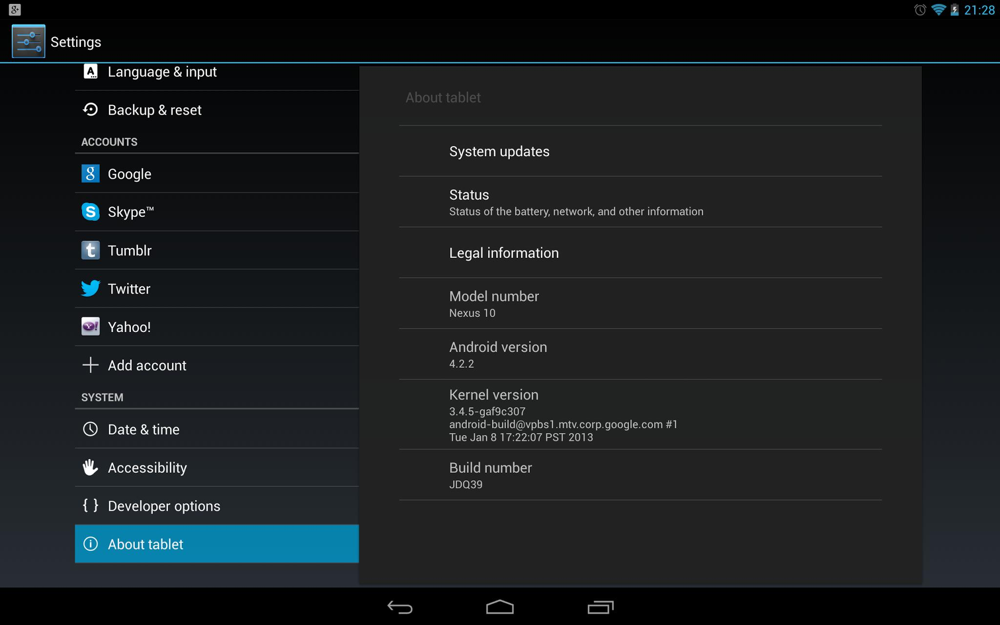 21:28
Settings
Language & input
Backup & reset
ACCOUNTS
Google
Skype™
Tumblr
Twitter
Yahoo!
Add account
SYSTEM
Date & time
Accessibility
Developer options
About tablet
About tablet
System updates
Status
Status of the battery, network, and other information
Legal information
Model number
Nexus 10
Android version
4.2.2
Kernel version
3.4.5-gaf9c307
android-build@vpbs1.mtv.corp.google.com #1
Tue Jan 8 17:22:07 PST 2013
Build number
JDQ39